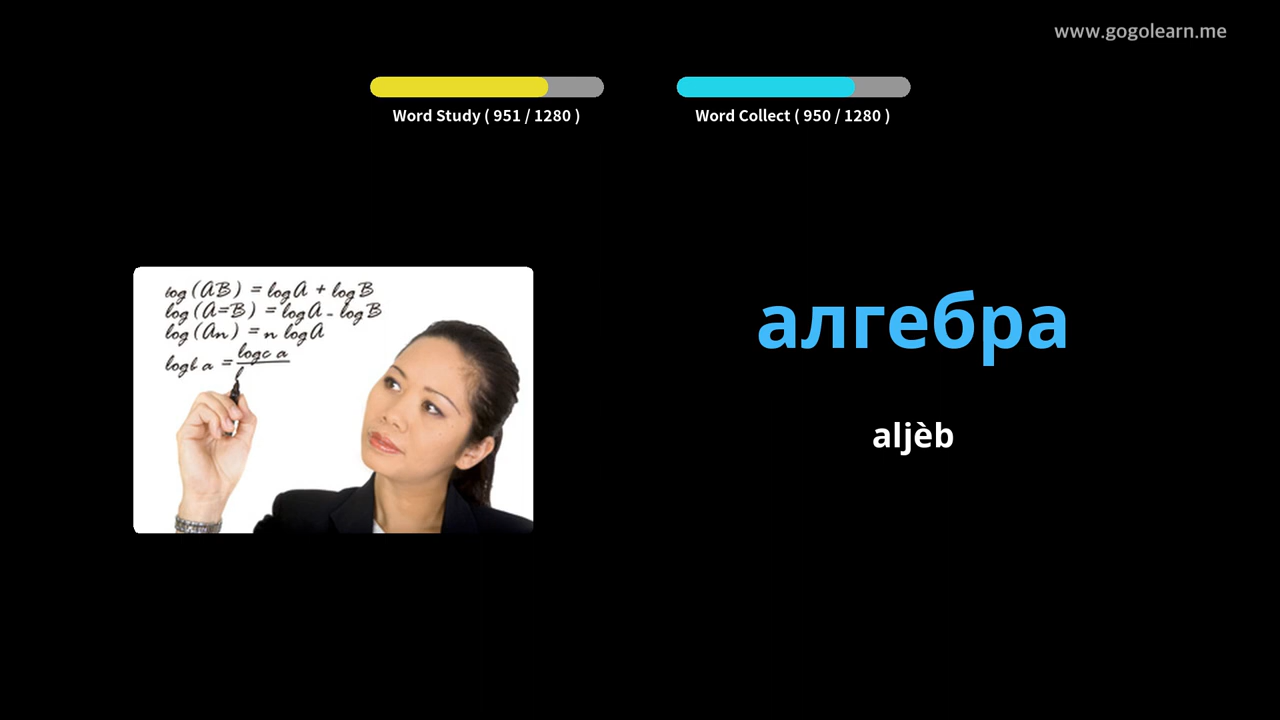 www.gogolearn.me
Word Study ( 951 / 1280 )
Word Collect ( 950 / 1280 )
log (AB) = log A + log B
log (A=B) = log A - log B
log (An) = n log A
logb a = logc a
l
алгебра
aljèb